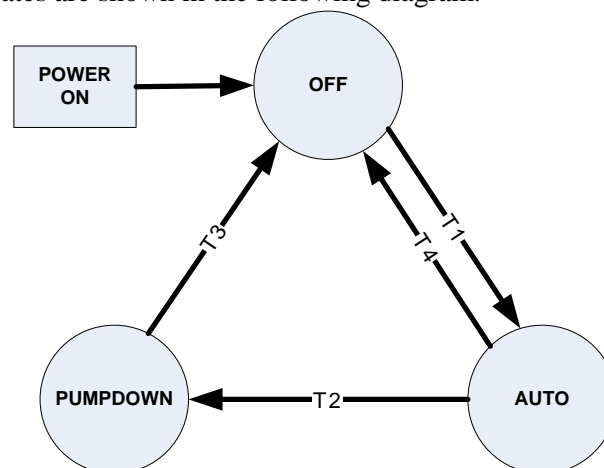 ates are shown in the following diagram.
POWER
ON
OFF
T1
T4
T3
PUMPDOWN
T2
AUTO